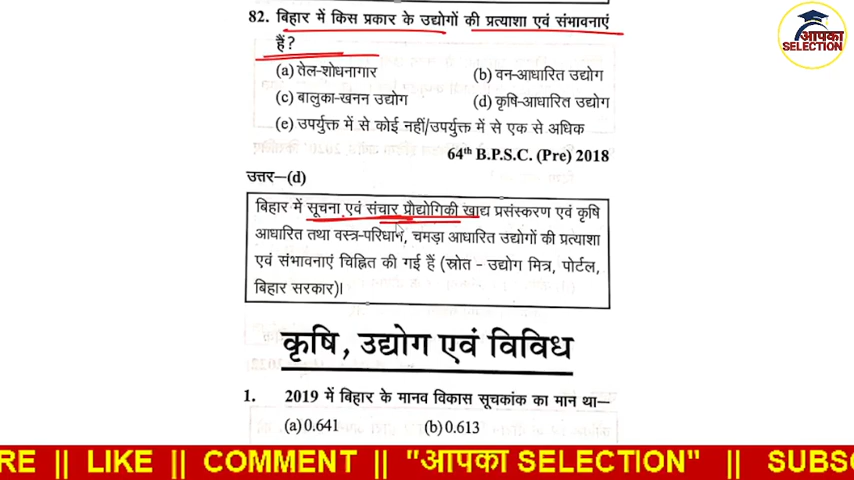 82. बिहार में किस प्रकार के उद्योगों की प्रत्याशा एवं संभावनाएं
हैं?
(a) तेल-शोधनागार (b) वन-आधारित उद्योग
(c) बालुका-खनन उद्योग (d) कृषि-आधारित उद्योग
(e) उपर्युक्त में से कोई नहीं/उपर्युक्त में से एक से अधिक
64th B.P.S.C. (Pre) 2018
उत्तर-(d)
बिहार में सूचना एवं संचार प्रौद्योगिकी खाद्य प्रसंस्करण एवं कृषि
आधारित तथा वस्त्र-परिधान, चमड़ा आधारित उद्योगों की प्रत्याशा
एवं संभावनाएं चिह्नित की गई हैं (स्रोत - उद्योग मित्र, पोर्टल,
बिहार सरकार)।
कृषि, उद्योग एवं विविध
1. 2019 में बिहार के मानव विकास सूचकांक का मान था—
(a) 0.641 (b) 0.613
आपका
SELECTION
RE || LIKE || COMMENT || "आपका SELECTION" || SUBS